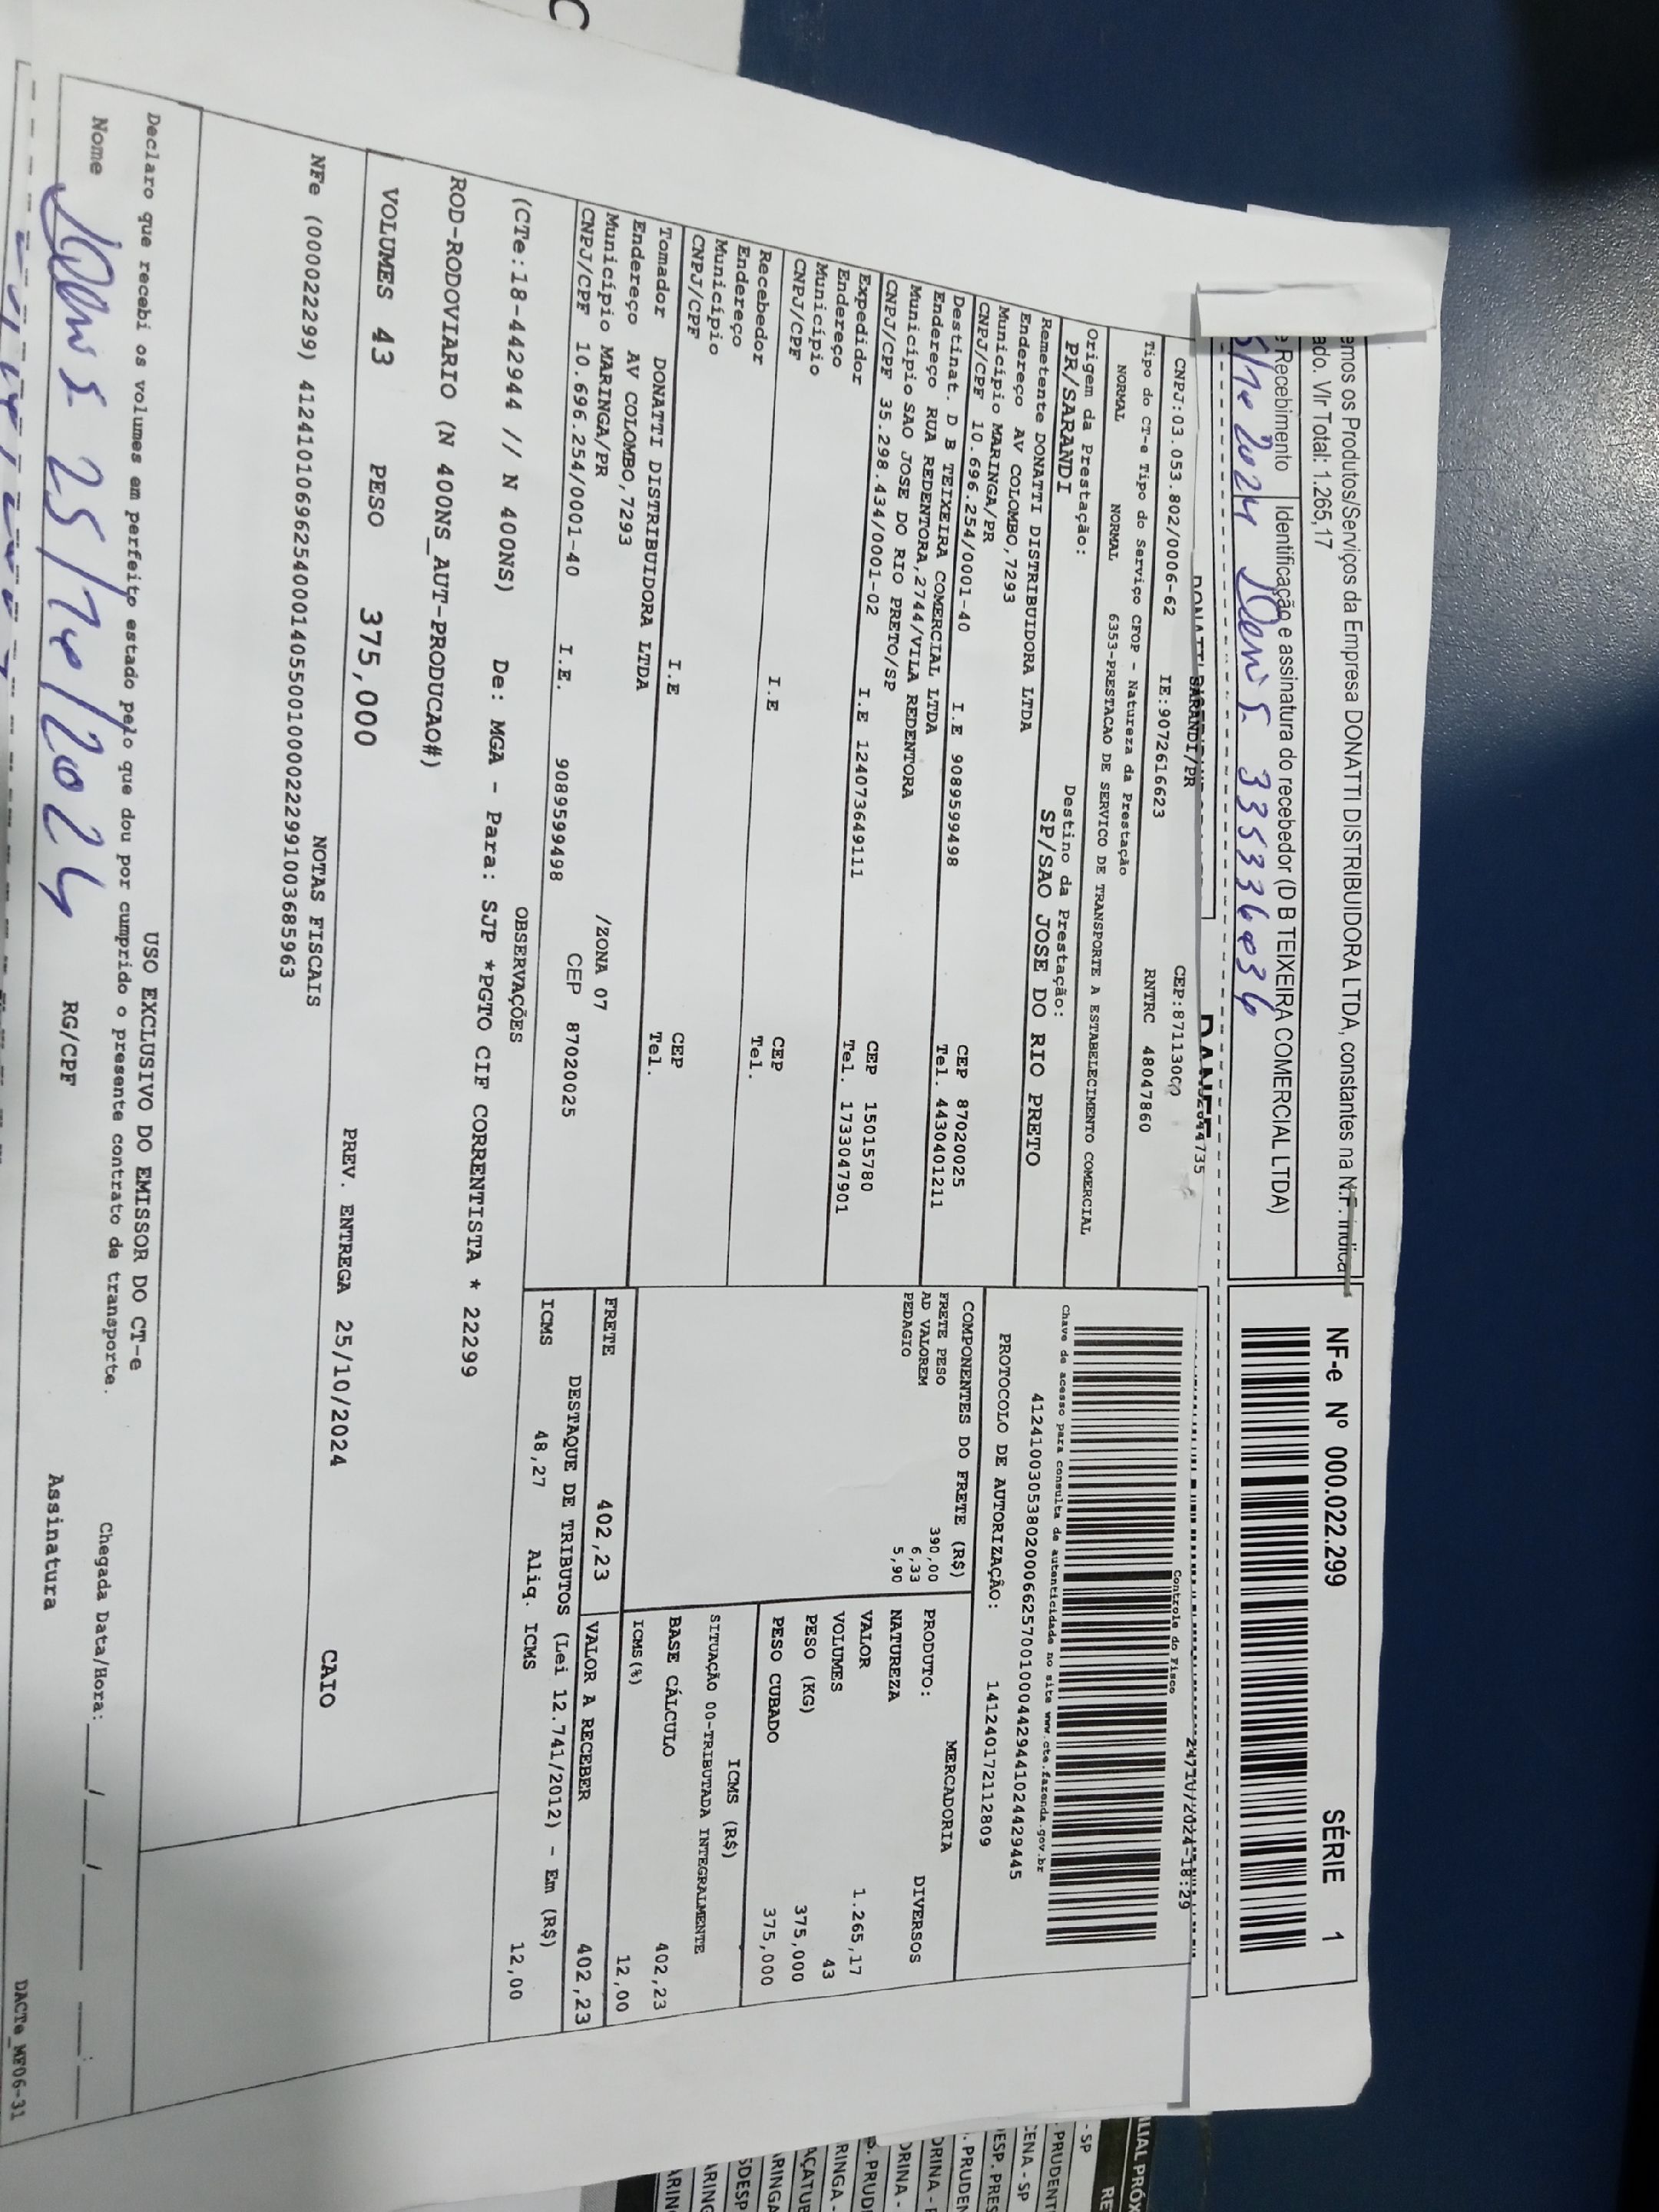 emos os Produtos/Serviços da Empresa DONATTI DISTRIBUIDORA LTDA, constantes na N.F. indica
ado. Vlr Total: 1.265,17
e Recebimento
Identificação e assinatura do recebedor (D B TEIXEIRA COMERCIAL LTDA)
NF-e Nº 000.022.299 SÉRIE 1
SARANDI/PR
24/10/2024-18:29
CNPJ:03.053.802/0006-62 IE:9072616623
Controle do Fisco
Tipo do CT-e Tipo do Serviço CFOP - Natureza da Prestação RNTRC 48047860
NORMAL NORMAL 6353-PRESTACAO DE SERVICO DE TRANSPORTE A ESTABELECIMENTO COMERCIAL
Chave de acesso para consulta de autenticidade no site www.cte.fazenda.gov.br
41241003053802000662570010004429441024429445
Origem da Prestação: Destino da Prestação:
PR/SARANDI SP/SAO JOSE DO RIO PRETO
PROTOCOLO DE AUTORIZAÇÃO: 141240172112809
Remetente DONATTI DISTRIBUIDORA LTDA
Endereço AV COLOMBO,7293
Município MARINGA/PR CEP 87020025
CNPJ/CPF 10.696.254/0001-40 I.E 9089599498 Tel. 4430401211
Destinat. D B TEIXEIRA COMERCIAL LTDA
Endereço RUA REDENTORA,2744/VILA REDENTORA
Município SAO JOSE DO RIO PRETO/SP CEP 15015780
CNPJ/CPF 35.298.434/0001-02 I.E 124073649111 Tel. 1733047901
Expedidor
Endereço
Município CEP
CNPJ/CPF I.E Tel.
Recebedor
Endereço
Município CEP
CNPJ/CPF I.E Tel.
Tomador DONATTI DISTRIBUIDORA LTDA
Endereço AV COLOMBO,7293 /ZONA 07
Município MARINGA/PR CEP 87020025
CNPJ/CPF 10.696.254/0001-40 I.E. 9089599498
COMPONENTES DO FRETE (R$)
FRETE PESO 390,00
AD VALOREM 6,33
PEDAGIO 5,90
MERCADORIA
PRODUTO: DIVERSOS
NATUREZA
VALOR 1.265,17
VOLUMES 43
PESO (KG) 375,000
PESO CUBADO 375,000
ICMS (R$)
SITUAÇÃO 00-TRIBUTADA INTEGRALMENTE
BASE CÁLCULO 402,23
ICMS(%) 12,00
FRETE 402,23 VALOR A RECEBER 402,23
DESTAQUE DE TRIBUTOS (Lei 12.741/2012) - Em (R$)
ICMS 48,27 Aliq. ICMS 12,00
OBSERVAÇÕES
(CTe:18-442944 // N 400NS) De: MGA - Para: SJP *PGTO CIF CORRENTISTA * 22299
ROD-RODOVIARIO (N 400NS_AUT-PRODUCAO#)
VOLUMES 43 PESO 375,000 PREV. ENTREGA 25/10/2024 CAIO
NOTAS FISCAIS
NFe (000022299) 41241010696254000140550010000222991003685963
USO EXCLUSIVO DO EMISSOR DO CT-e
Declaro que recebi os volumes em perfeito estado pelo que dou por cumprido o presente contrato de transporte.
Chegada Data/Hora: __/__/____ __:__
Nome 25/10/2024 RG/CPF Assinatura
DACTe_MF06-31